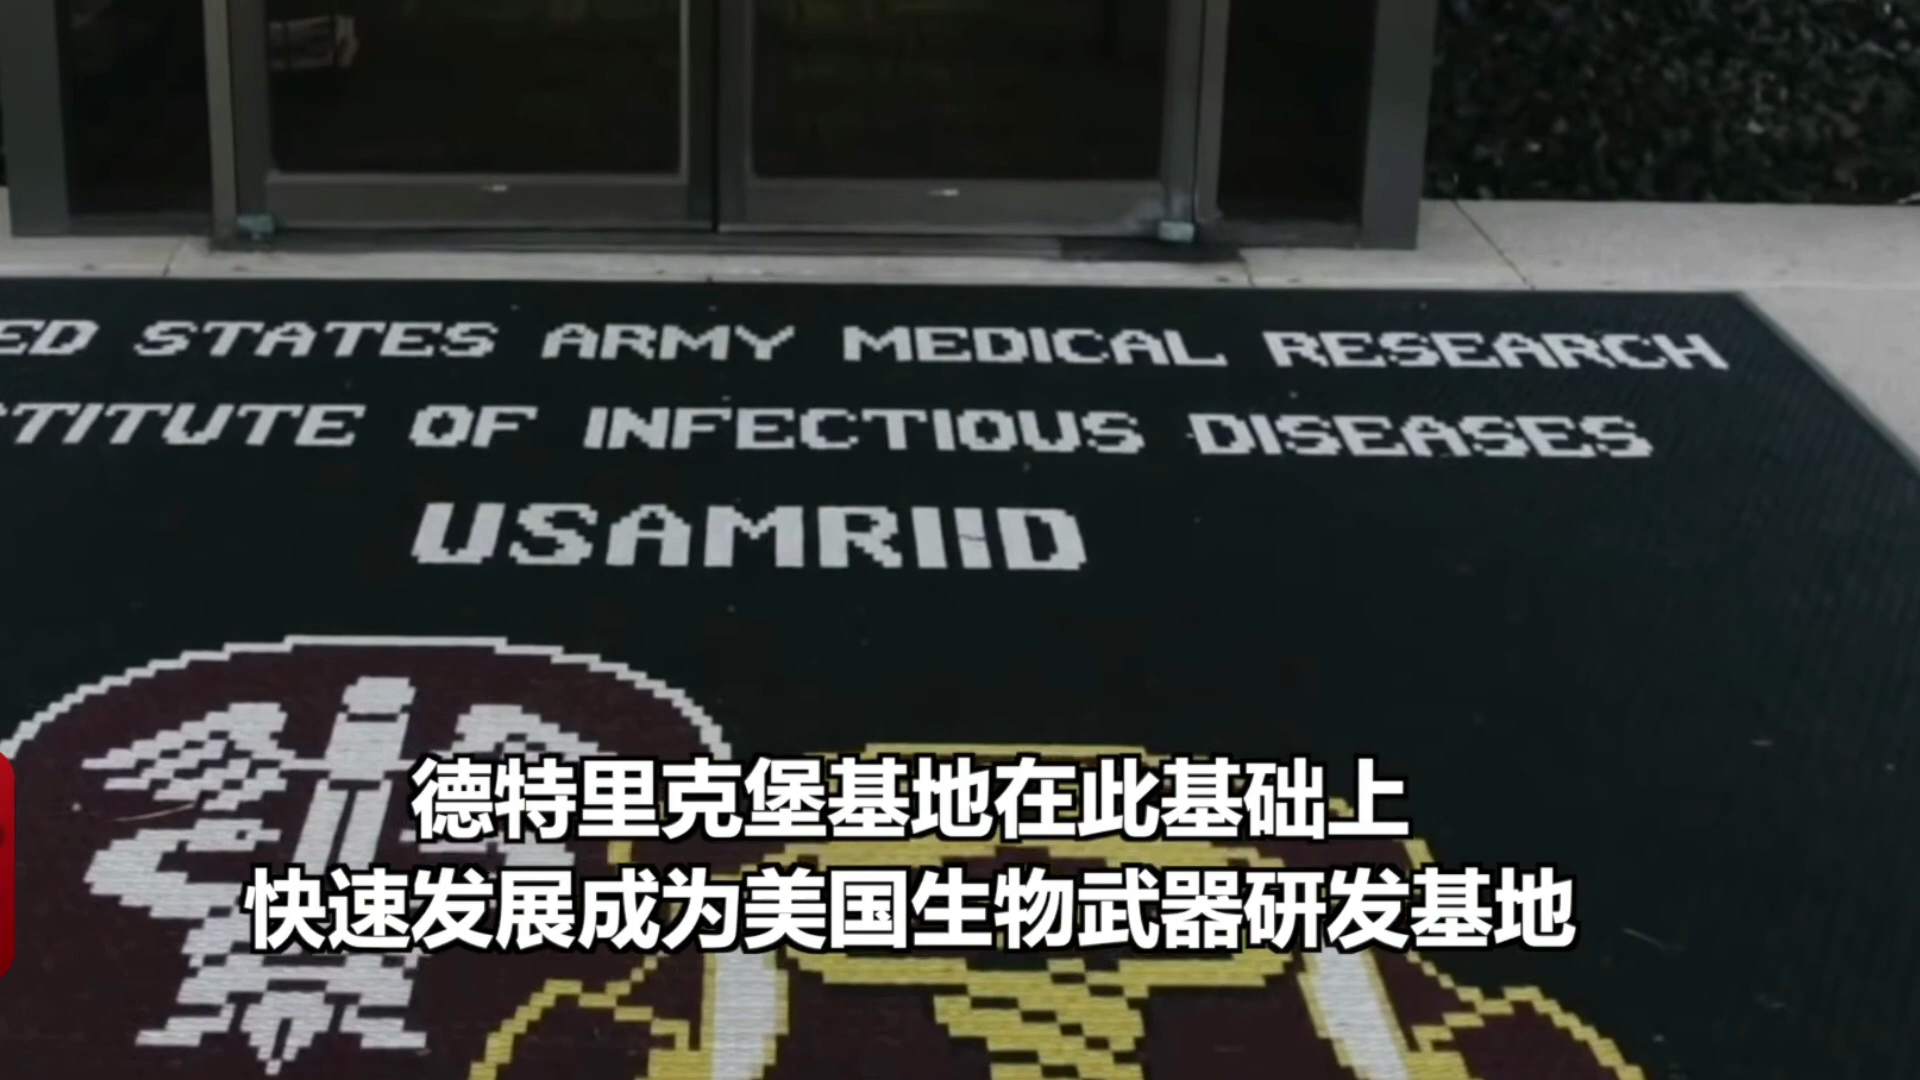 ED STATES ARMY MEDICAL RESEARCH
STITUTE OF INFECTIOUS DISEASES
USAMRIID
德特里克堡基地在此基础上
快速发展成为美国生物武器研发基地